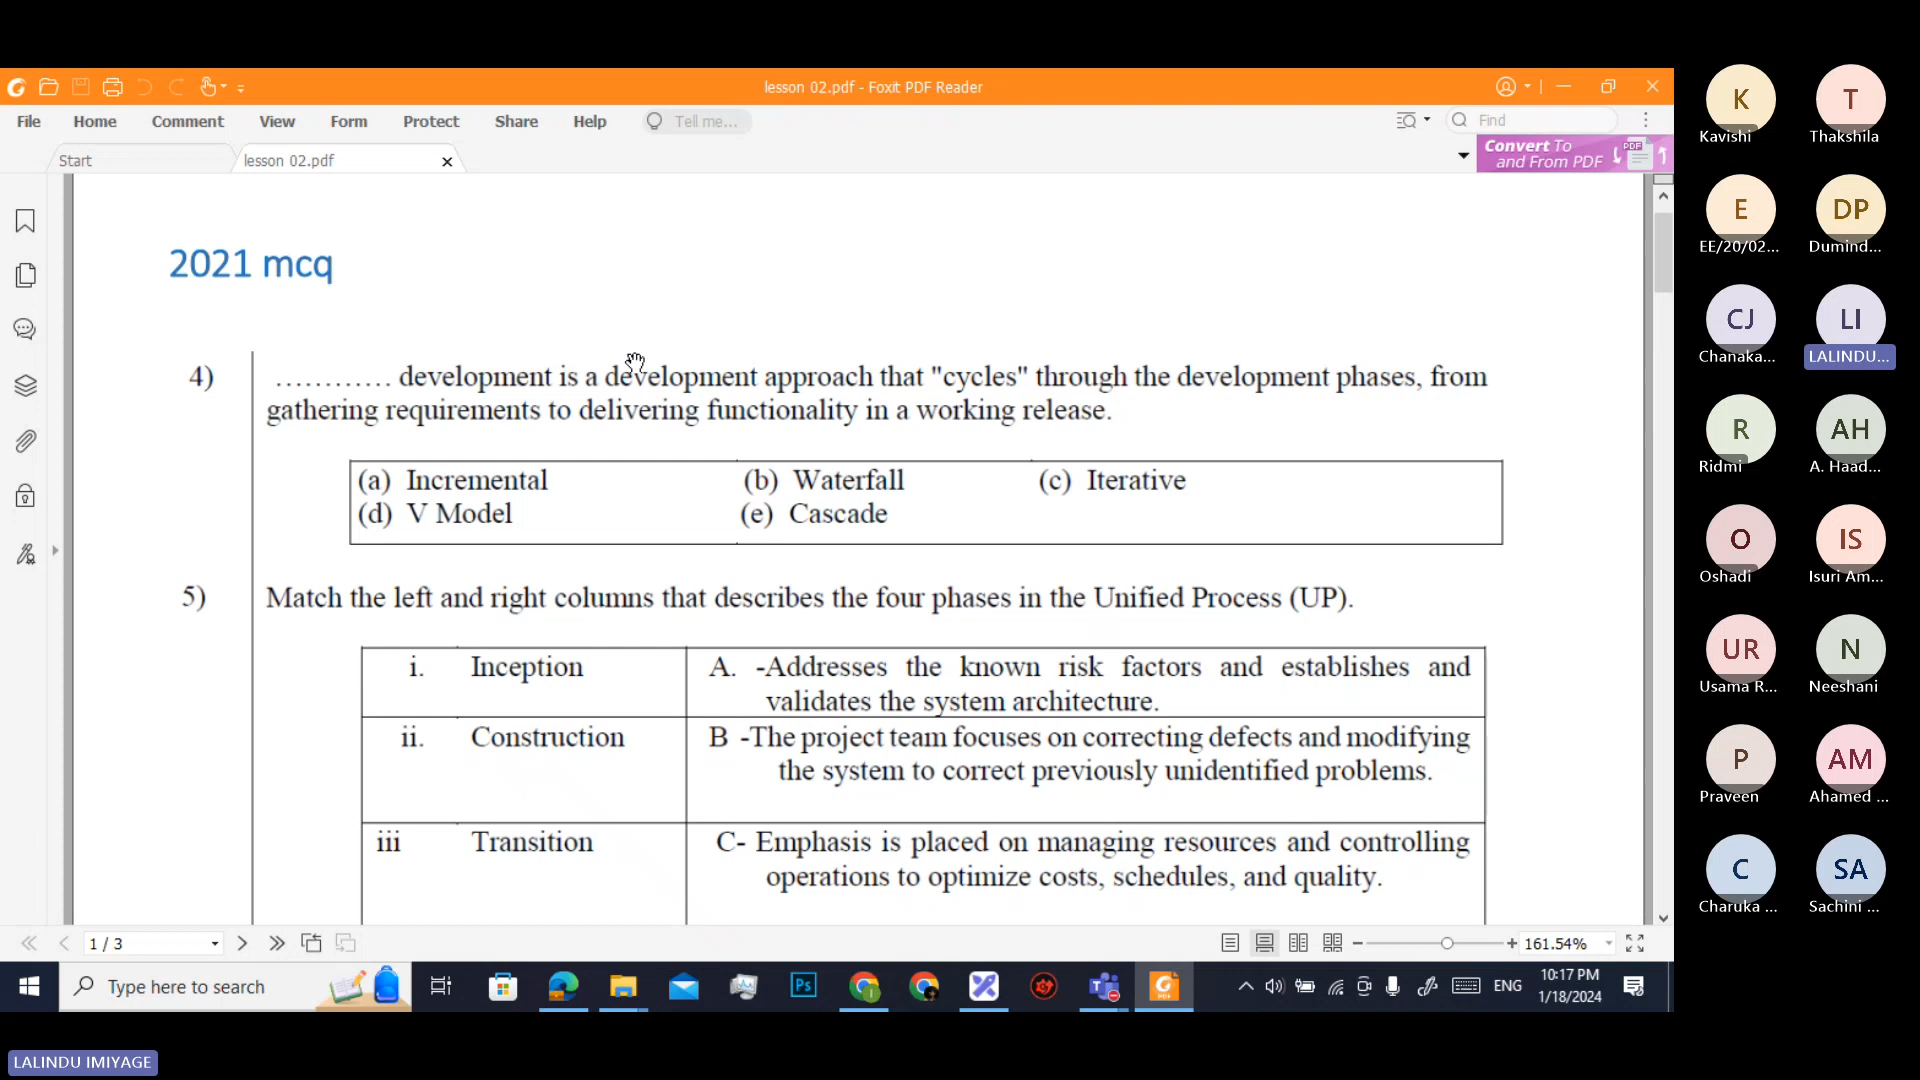 lesson 02.pdf - Foxit PDF Reader
File Home Comment View Form Protect Share Help Tell me... Find
Start lesson 02.pdf
Convert To
and From PDF
PDF
2021 mcq
4) ............ development is a development approach that "cycles" through the development phases, from
gathering requirements to delivering functionality in a working release.
(a) Incremental (b) Waterfall (c) Iterative
(d) V Model (e) Cascade
5) Match the left and right columns that describes the four phases in the Unified Process (UP).
i. Inception A. -Addresses the known risk factors and establishes and
validates the system architecture.
ii. Construction B -The project team focuses on correcting defects and modifying
the system to correct previously unidentified problems.
iii Transition C- Emphasis is placed on managing resources and controlling
operations to optimize costs, schedules, and quality.
1 / 3 161.54%
Type here to search
Ps
ENG
10:17 PM
1/18/2024
LALINDU IMIYAGE
K T
Kavishi Thakshila
E DP
EE/20/02... Dumind...
CJ LI
Chanaka... LALINDU...
R AH
Ridmi A. Haad...
O IS
Oshadi Isuri Am...
UR N
Usama R... Neeshani
P AM
Praveen Ahamed ...
C SA
Charuka ... Sachini ...